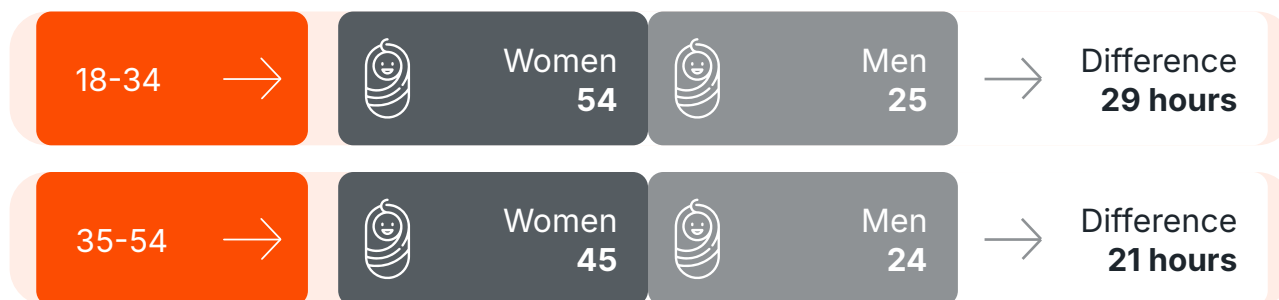 18-34
Women
54
Men
25
Difference
29 hours
35-54
Women
45
Men
24
Difference
21 hours